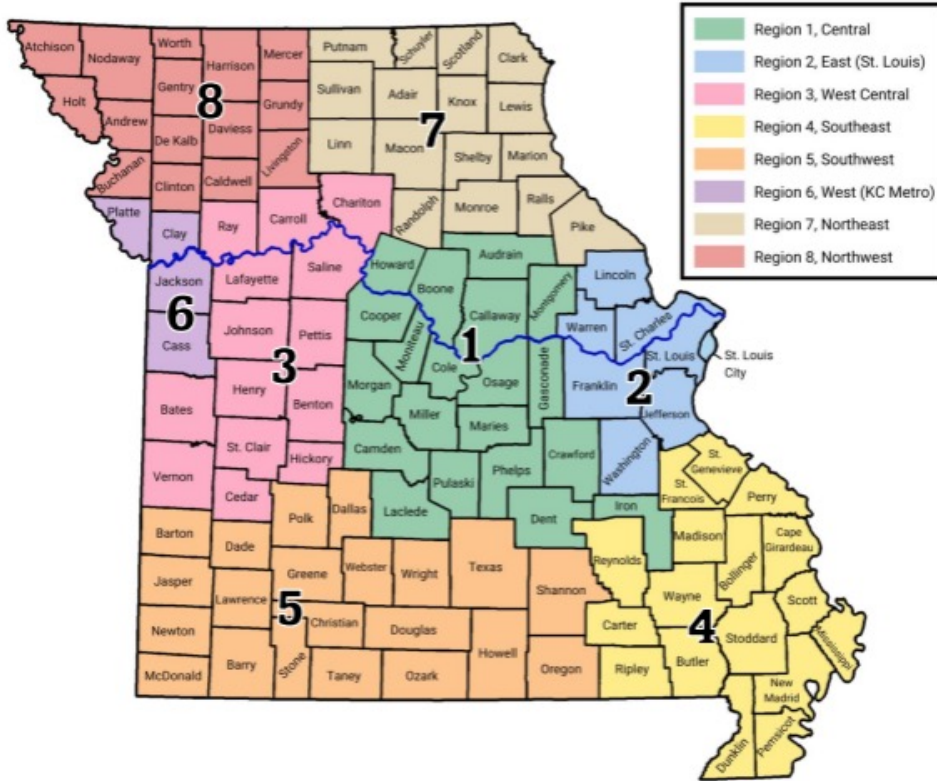 Region 1, Central
Region 2, East (St. Louis)
Region 3, West Central
Region 4, Southeast
Region 5, Southwest
Region 6, West (KC Metro)
Region 7, Northeast
Region 8, Northwest
Atchison
Nodaway
Worth
Harrison
Mercer
Putnam
Schuyler
Scotland
Clark
Holt
Gentry
Grundy
Sullivan
Adair
Knox
Lewis
8
7
Andrew
De Kalb
Daviess
Livingston
Linn
Macon
Shelby
Marion
Buchanan
Clinton
Caldwell
Platte
Clay
Ray
Carroll
Chariton
Randolph
Monroe
Ralls
Pike
Jackson
Lafayette
Saline
Howard
Boone
Audrain
Lincoln
6
Cass
Johnson
Pettis
Cooper
Moniteau
Callaway
Montgomery
Warren
St. Charles
1
3
Henry
Benton
Morgan
Cole
Osage
Gasconade
Franklin
St. Louis
St. Louis
City
2
Jefferson
Bates
St. Clair
Hickory
Miller
Maries
Camden
Vernon
Cedar
Pulaski
Phelps
Crawford
Washington
St.
Genevieve
St.
Francois
Perry
Polk
Dallas
Laclede
Dent
Iron
Barton
Dade
Madison
Cape
Girardeau
Bollinger
Jasper
Greene
Webster
Wright
Texas
Shannon
Reynolds
Wayne
Scott
Lawrence
5
Christian
Douglas
Carter
4
Stoddard
Mississippi
Newton
McDonald
Barry
Stone
Taney
Ozark
Howell
Oregon
Ripley
Butler
New
Madrid
Dunklin
Pemsicot